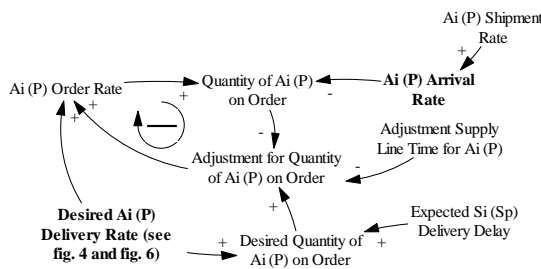 Ai (P) Shipment
Rate
+
Ai (P) Order Rate
+
+
+
Quantity of Ai (P)
on Order
-
Ai (P) Arrival
Rate
-
Adjustment Supply
Line Time for Ai (P)
-
Adjustment for Quantity
of Ai (P) on Order
+
Desired Ai (P)
Delivery Rate (see
fig. 4 and fig. 6)
+
Desired Quantity of
Ai (P) on Order
+
Expected Si (Sp)
Delivery Delay